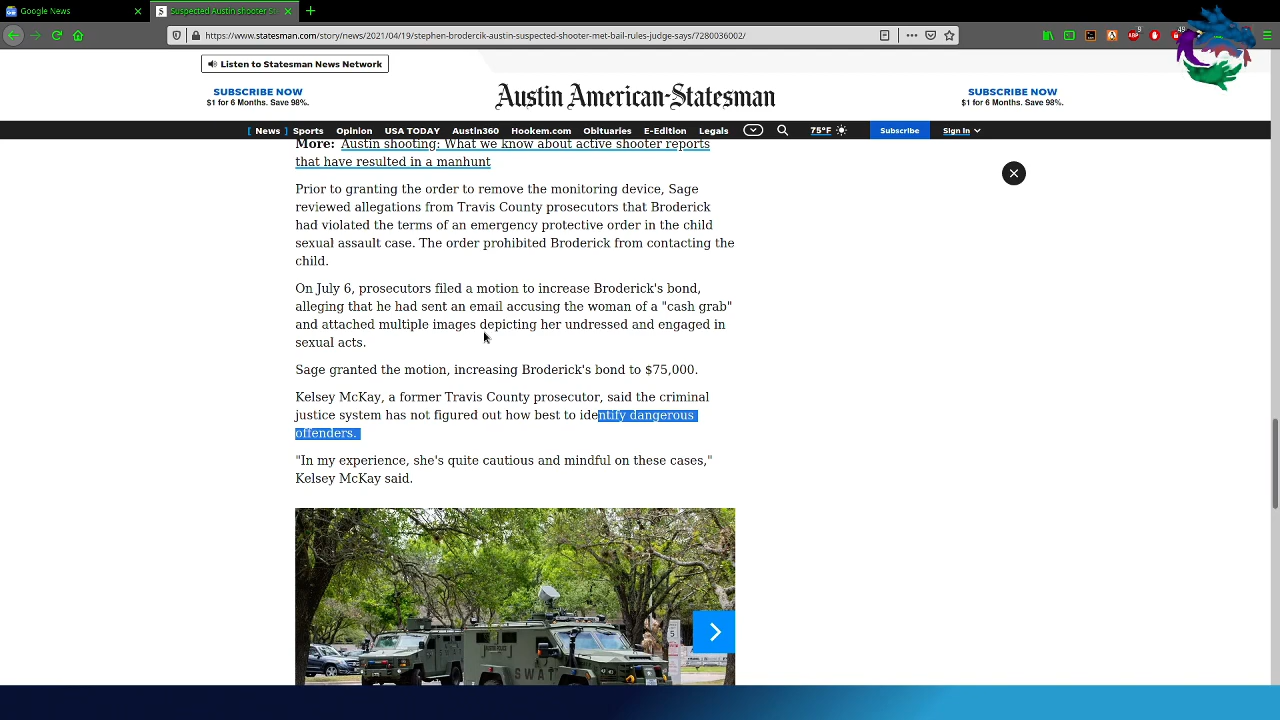 Google News
Suspected Austin shooter St
https://www.statesman.com/story/news/2021/04/19/stephen-broderick-austin-suspected-shooter-met-bail-rules-judge-says/7280036002/
Listen to Statesman News Network
SUBSCRIBE NOW
$1 for 6 Months. Save 98%.
Austin American-Statesman
SUBSCRIBE NOW
$1 for 6 Months. Save 98%.
[ News ] Sports Opinion USA TODAY Austin360 Hookem.com Obituaries E-Edition Legals 75°F Subscribe Sign In
More: Austin shooting: What we know about active shooter reports
that have resulted in a manhunt
Prior to granting the order to remove the monitoring device, Sage
reviewed allegations from Travis County prosecutors that Broderick
had violated the terms of an emergency protective order in the child
sexual assault case. The order prohibited Broderick from contacting the
child.
On July 6, prosecutors filed a motion to increase Broderick's bond,
alleging that he had sent an email accusing the woman of a "cash grab"
and attached multiple images depicting her undressed and engaged in
sexual acts.
Sage granted the motion, increasing Broderick's bond to $75,000.
Kelsey McKay, a former Travis County prosecutor, said the criminal
justice system has not figured out how best to identify dangerous
offenders.
"In my experience, she's quite cautious and mindful on these cases,"
Kelsey McKay said.
SWAT